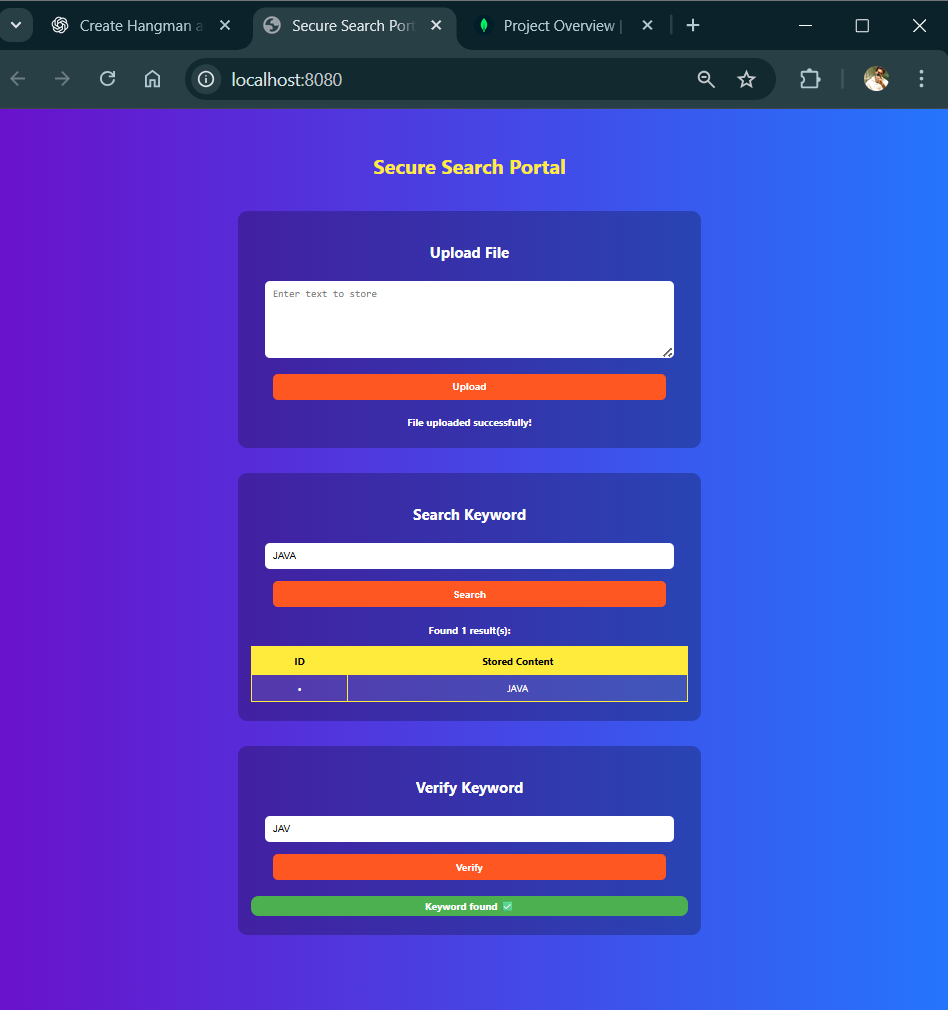 Create Hangman a
Secure Search Port
Project Overview |
localhost:8080
Secure Search Portal
Upload File
Enter text to store
Upload
File uploaded successfully!
Search Keyword
JAVA
Search
Found 1 result(s):
ID Stored Content
• JAVA
Verify Keyword
JAV
Verify
Keyword found ✅